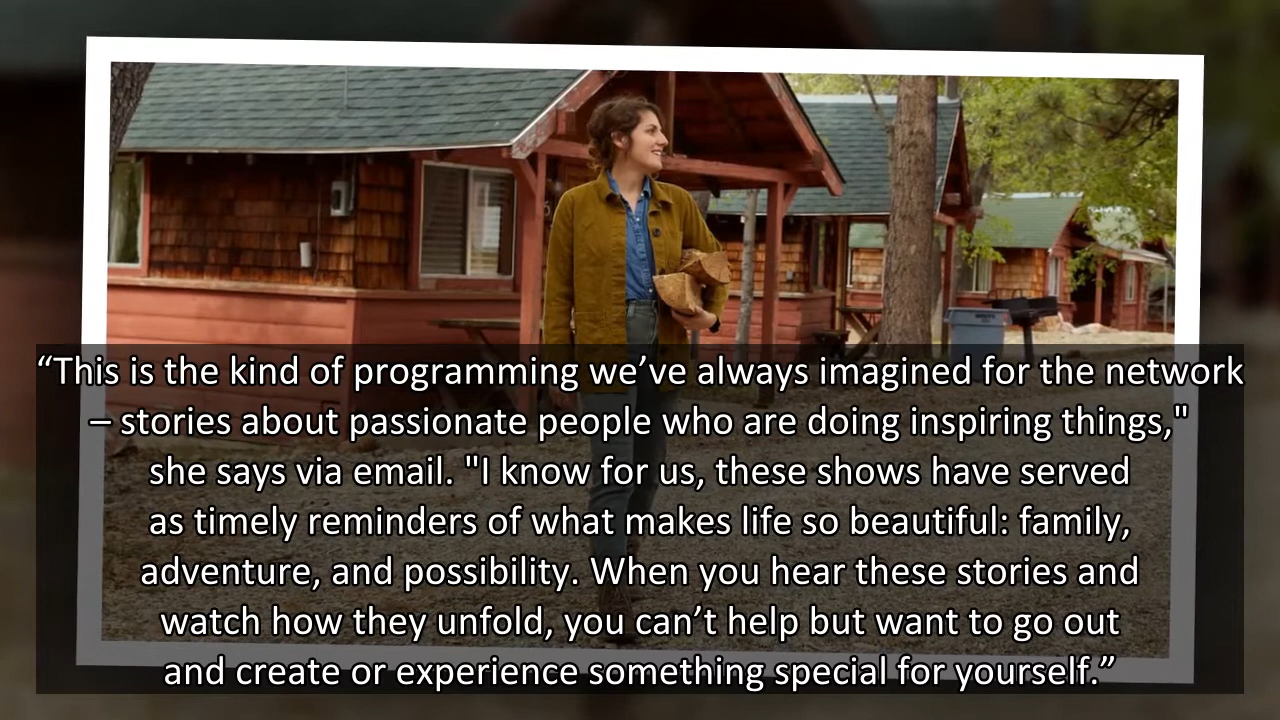 “This is the kind of programming we’ve always imagined for the network
– stories about passionate people who are doing inspiring things,"
she says via email. "I know for us, these shows have served
as timely reminders of what makes life so beautiful: family,
adventure, and possibility. When you hear these stories and
watch how they unfold, you can’t help but want to go out
and create or experience something special for yourself.”